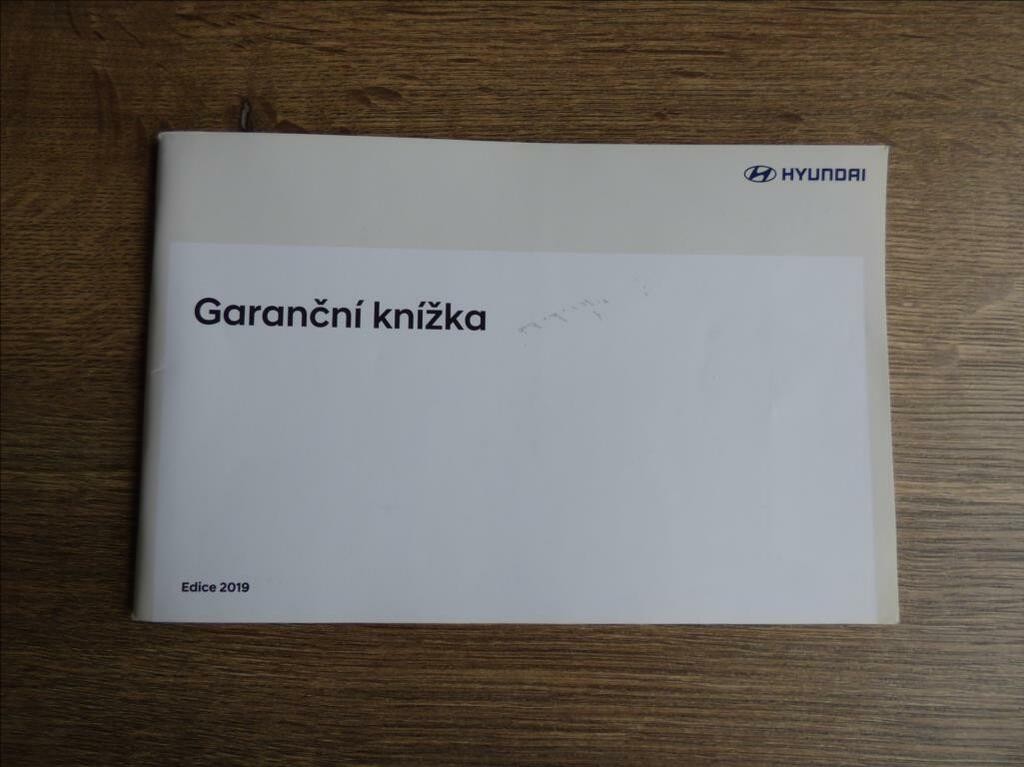 HYUNDAI
Garanční knížka
Edice 2019